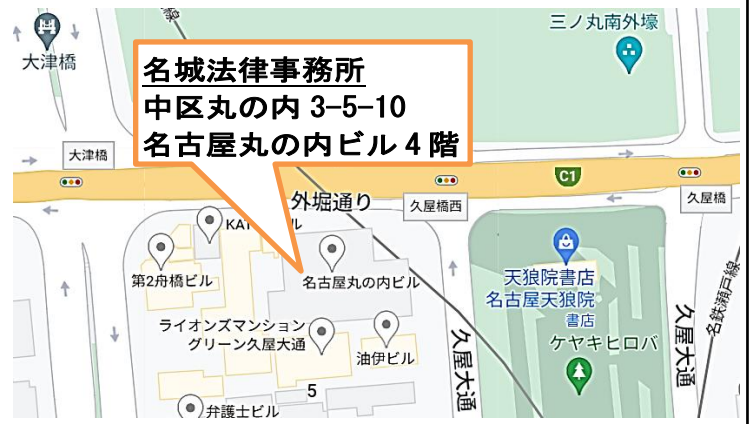 三ノ丸南外壕
大津橋
名城法律事務所
中区丸の内 3-5-10
名古屋丸の内ビル 4 階
大津橋
C1
外堀通り
久屋橋西
久屋橋
KAT
ル
第2舟橋ビル
名古屋丸の内ビル
天狼院書店
名古屋天狼院
書店
名鉄瀬戸線
ライオンズマンション
グリーン久屋大通
油伊ビル
久屋大通
ケヤキヒロバ
久屋大通
5
弁護士ビル